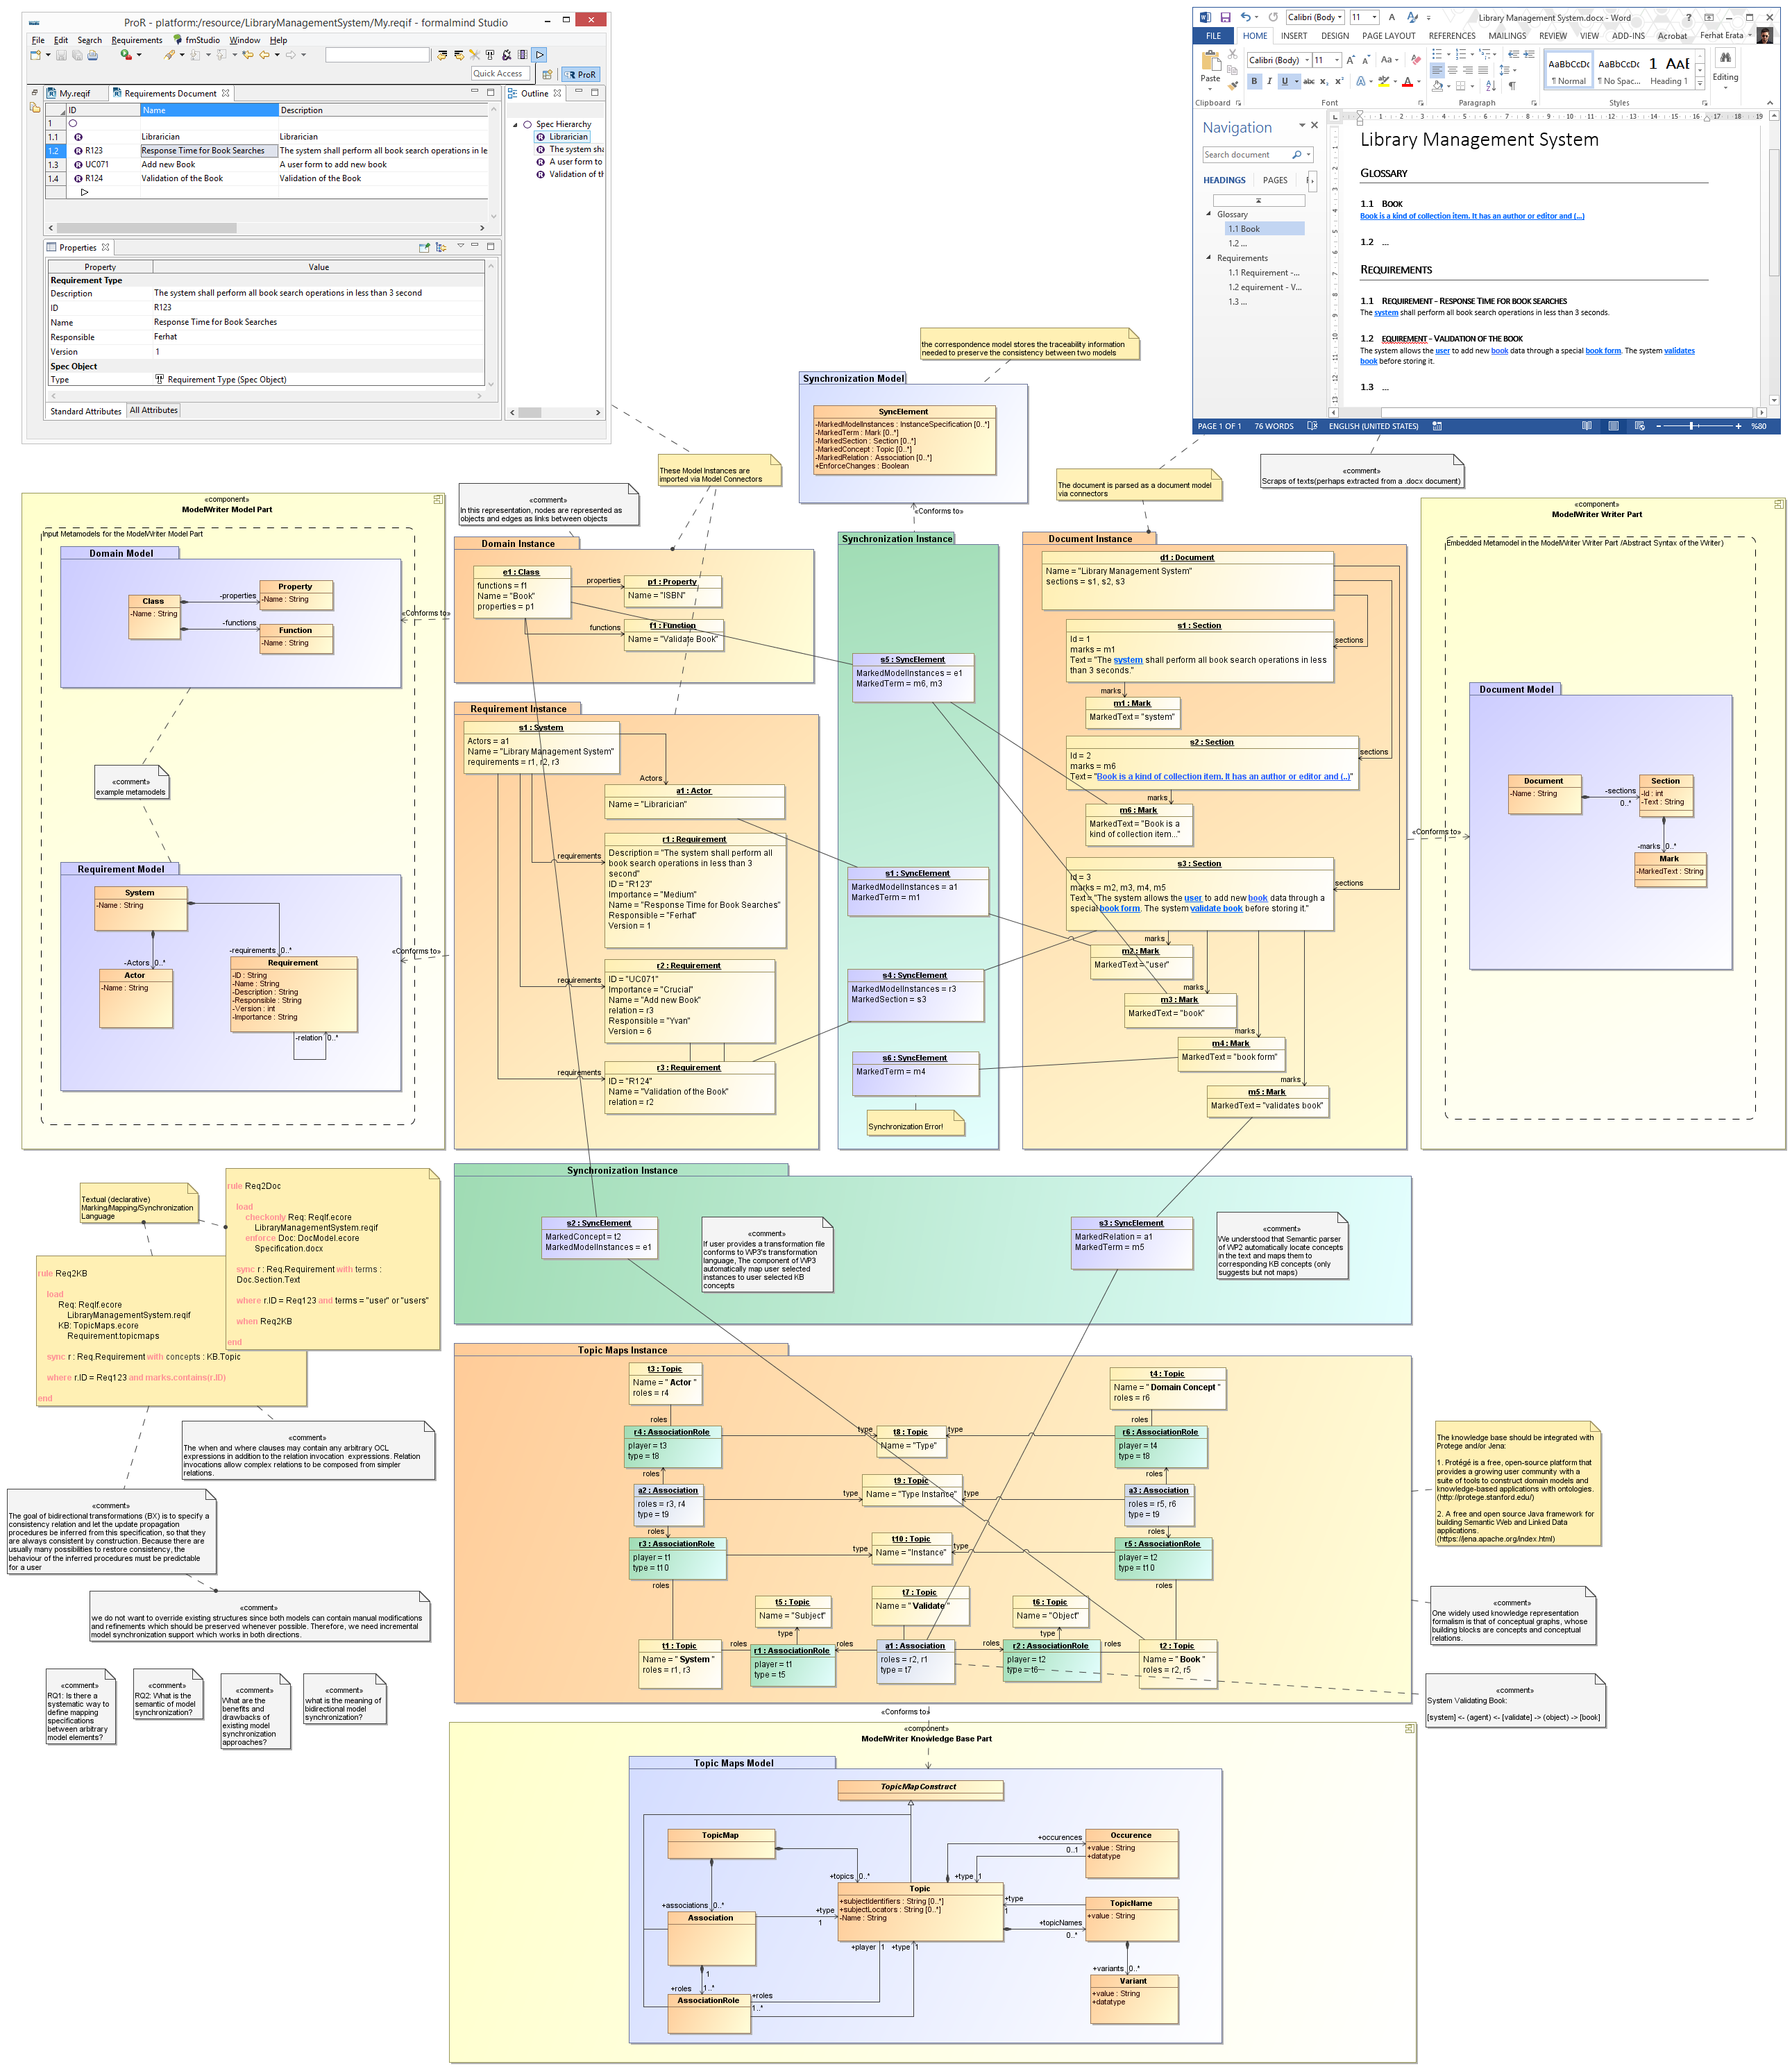 ProR - platform:/resource/LibraryManagementSystem/My.reqif - formalmind Studio
File Edit Search Requirements fmStudio Window Help
Quick Access ProR
My.reqif Requirements Document
ID Name Description
1
1.1 Librarician Librarician
1.2 R123 Response Time for Book Searches The system shall perform all book search operations in le
1.3 UC071 Add new Book A user form to add new book
1.4 R124 Validation of the Book Validation of the Book
Outline
Spec Hierarchy
Librarician
The system sha
A user form to
Validation of th
Properties
Property Value
Requirement Type
Description The system shall perform all book search operations in less than 3 second
ID R123
Name Response Time for Book Searches
Responsible Ferhat
Version 1
Spec Object
Type Requirement Type (Spec Object)
Standard Attributes All Attributes
Library Management System.docx - Word
Calibri (Body 11
FILE HOME INSERT DESIGN PAGE LAYOUT REFERENCES MAILINGS REVIEW VIEW ADD-INS Acrobat Ferhat Erata
Paste
Calibri (Body) 11
AaBbCcDc AaBbCcDc 1 AaE
¶ Normal ¶ No Spac... Heading 1
Editing
Clipboard Font Paragraph Styles
Navigation
Search document
HEADINGS PAGES
Glossary
1.1 Book
1.2 ...
Requirements
1.1 Requirement -...
1.2 equirement - V...
1.3 ...
Library Management System
GLOSSARY
1.1 BOOK
Book is a kind of collection item. It has an author or editor and (...)
1.2 ...
REQUIREMENTS
1.1 REQUIREMENT - RESPONSE TIME FOR BOOK SEARCHES
The system shall perform all book search operations in less than 3 seconds.
1.2 EQUIREMENT - VALIDATION OF THE BOOK
The system allows the user to add new book data through a special book form. The system validates
book before storing it.
1.3 ...
PAGE 1 OF 1 76 WORDS ENGLISH (UNITED STATES) %80
the correspondence model stores the traceability information
needed to preserve the consistency between two models
Synchronization Model
SyncElement
-MarkedModelInstances : InstanceSpecification [0..*]
-MarkedTerm : Mark [0..*]
-MarkedSection : Section [0..*]
-MarkedConcept : Topic [0..*]
-MarkedRelation : Association [0..*]
+EnforceChanges : Boolean
«Conforms to»
These Model Instances are
imported via Model Connectors
«comment»
In this representation, nodes are represented as
objects and edges as links between objects
The document is parsed as a document model
via connectors
«comment»
Scraps of texts(perhaps extracted from a .docx document)
«component»
ModelWriter Model Part
Input Metamodels for the ModelWriter Model Part
Domain Model
Class
-Name : String
-properties
Property
-Name : String
-functions
Function
-Name : String
«Conforms to»
«comment»
example metamodels
Requirement Model
System
-Name : String
-Actors 0..*
Actor
-Name : String
-requirements 0..*
Requirement
-ID : String
-Name : String
-Description : String
-Responsible : String
-Version : int
-Importance : String
-relation 0..*
«Conforms to»
Domain Instance
e1 : Class
functions = f1
Name = "Book"
properties = p1
properties
p1 : Property
Name = "ISBN"
functions
f1 : Function
Name = "Validate Book"
Requirement Instance
s1 : System
Actors = a1
Name = "Library Management System"
requirements = r1, r2, r3
Actors
a1 : Actor
Name = "Librarician"
requirements
r1 : Requirement
Description = "The system shall perform all
book search operations in less than 3
second"
ID = "R123"
Importance = "Medium"
Name = "Response Time for Book Searches"
Responsible = "Ferhat"
Version = 1
requirements
r2 : Requirement
ID = "UC071"
Importance = "Crucial"
Name = "Add new Book"
relation = r3
Responsible = "Yvan"
Version = 6
requirements
r3 : Requirement
ID = "R124"
Name = "Validation of the Book"
relation = r2
Synchronization Instance
s5 : SyncElement
MarkedModelInstances = e1
MarkedTerm = m6, m3
s1 : SyncElement
MarkedModelInstances = a1
MarkedTerm = m1
s4 : SyncElement
MarkedModelInstances = r3
MarkedSection = s3
s6 : SyncElement
MarkedTerm = m4
Synchronization Error!
Document Instance
d1 : Document
Name = "Library Management System"
sections = s1, s2, s3
sections
s1 : Section
Id = 1
marks = m1
Text = "The system shall perform all book search operations in less
than 3 seconds."
marks
m1 : Mark
MarkedText = "system"
sections
s2 : Section
Id = 2
marks = m6
Text = "Book is a kind of collection item. It has an author or editor and (..)"
marks
m6 : Mark
MarkedText = "Book is a
kind of collection item..."
sections
s3 : Section
Id = 3
marks = m2, m3, m4, m5
Text = "The system allows the user to add new book data through a
special book form. The system validate book before storing it."
marks
m2 : Mark
MarkedText = "user"
marks
m3 : Mark
MarkedText = "book"
marks
m4 : Mark
MarkedText = "book form"
marks
m5 : Mark
MarkedText = "validates book"
«Conforms to»
«component»
ModelWriter Writer Part
Embedded Metamodel in the ModelWriter Writer Part /Abstract Syntax of the Writer)
Document Model
Document
-Name : String
-sections
0..*
Section
-Id : int
-Text : String
-marks 0..*
Mark
-MarkedText : String
Textual (declarative)
Marking/Mapping/Synchronization
Language
rule Req2Doc
load
checkonly Req: ReqIf.ecore
LibraryManagementSystem.reqif
enforce Doc: DocModel.ecore
Specification.docx
sync r : Req.Requirement with terms :
Doc.Section.Text
where r.ID = Req123 and terms = "user" or "users"
when Req2KB
end
rule Req2KB
load
Req: ReqIf.ecore
LibraryManagementSystem.reqif
KB: TopicMaps.ecore
Requirement.topicmaps
sync r : Req.Requirement with concepts : KB.Topic
where r.ID = Req123 and marks.contains(r.ID)
end
«comment»
The when and where clauses may contain any arbitrary OCL
expressions in addition to the relation invocation expressions. Relation
invocations allow complex relations to be composed from simpler
relations.
«comment»
The goal of bidirectional transformations (BX) is to specify a
consistency relation and let the update propagation
procedures be inferred from this specification, so that they
are always consistent by construction. Because there are
usually many possibilities to restore consistency, the
behaviour of the inferred procedures must be predictable
for a user
«comment»
we do not want to override existing structures since both models can contain manual modifications
and refinements which should be preserved whenever possible. Therefore, we need incremental
model synchronization support which works in both directions.
«comment»
RQ1: Is there a
systematic way to
define mapping
specifications
between arbitrary
model elements?
«comment»
RQ2: What is the
semantic of model
synchronization?
«comment»
What are the
benefits and
drawbacks of
existing model
synchronization
approaches?
«comment»
what is the meaning of
bidirectional model
synchronization?
Synchronization Instance
s2 : SyncElement
MarkedConcept = t2
MarkedModelInstances = e1
«comment»
If user provides a transformation file
conforms to WP3's transformation
language, The component of WP3
automatically map user selected
instances to user selected KB
concepts
s3 : SyncElement
MarkedRelation = a1
MarkedTerm = m5
«comment»
We understood that Semantic parser
of WP2 automatically locate concepts
in the text and maps them to
corresponding KB concepts (only
suggests but not maps)
Topic Maps Instance
t3 : Topic
Name = " Actor "
roles = r4
roles
t4 : Topic
Name = " Domain Concept "
roles = r6
roles
r4 : AssociationRole
player = t3
type = t8
type
t8 : Topic
Name = "Type"
type
r6 : AssociationRole
player = t4
type = t8
roles
roles
a2 : Association
roles = r3, r4
type = t9
type
t9 : Topic
Name = "Type Instance"
type
a3 : Association
roles = r5, r6
type = t9
roles
roles
r3 : AssociationRole
player = t1
type = t10
type
t10 : Topic
Name = "Instance"
type
r5 : AssociationRole
player = t2
type = t10
roles
roles
t5 : Topic
Name = "Subject"
type
t7 : Topic
Name = " Validate "
t6 : Topic
Name = "Object"
type
t1 : Topic
Name = " System "
roles = r1, r3
roles
r1 : AssociationRole
player = t1
type = t5
roles
a1 : Association
roles = r2, r1
type = t7
roles
r2 : AssociationRole
player = t2
type = t6
roles
t2 : Topic
Name = " Book "
roles = r2, r5
The knowledge base should be integrated with
Protege and/or Jena:
1. Protégé is a free, open-source platform that
provides a growing user community with a
suite of tools to construct domain models and
knowledge-based applications with ontologies.
(http://protege.stanford.edu/)
2. A free and open source Java framework for
building Semantic Web and Linked Data
applications.
(https://jena.apache.org/index.html)
«comment»
One widely used knowledge representation
formalism is that of conceptual graphs, whose
building blocks are concepts and conceptual
relations.
«comment»
System Validating Book:
[system] <- (agent) <- [validate] -> (object) -> [book]
«Conforms to»
«component»
ModelWriter Knowledge Base Part
Topic Maps Model
TopicMapConstruct
TopicMap
+topics 0..*
+associations 0..*
Association
+type
1
Topic
+subjectIdentifiers : String [0..*]
+subjectLocators : String [0..*]
-Name : String
+occurences
0..1
+type 1
Occurence
+value : String
+datatype
+type
1
TopicName
+value : String
+topicNames
0..*
+variants 0..*
Variant
+value : String
+datatype
+player 1 +type 1
1
+roles 1..*
AssociationRole
+roles
1..*